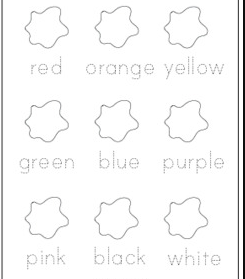 red orange yellow
green blue purple
pink black white